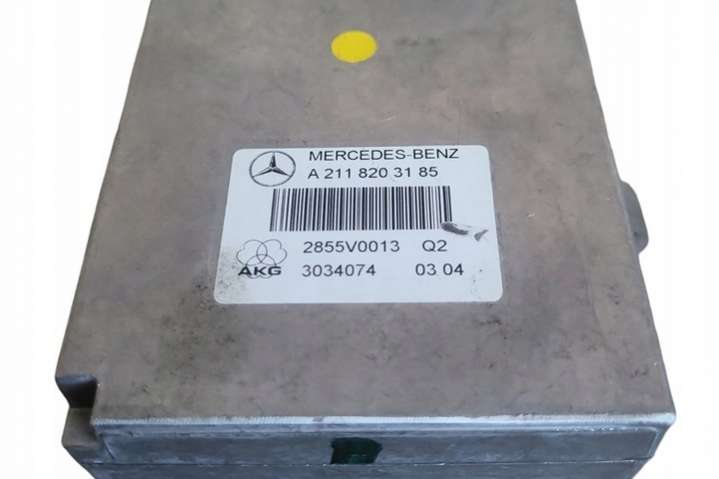 MERCEDES-BENZ
A 211 820 31 85
2855V0013 Q2
AKG 3034074 03 04